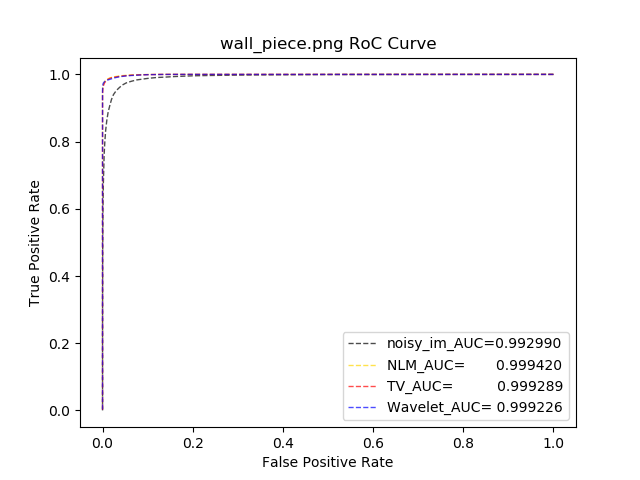 wall_piece.png RoC Curve
1.0
0.8
0.6
0.4
0.2
0.0
True Positive Rate
noisy_im_AUC=0.992990
NLM_AUC= 0.999420
TV_AUC= 0.999289
Wavelet_AUC= 0.999226
0.0 0.2 0.4 0.6 0.8 1.0
False Positive Rate